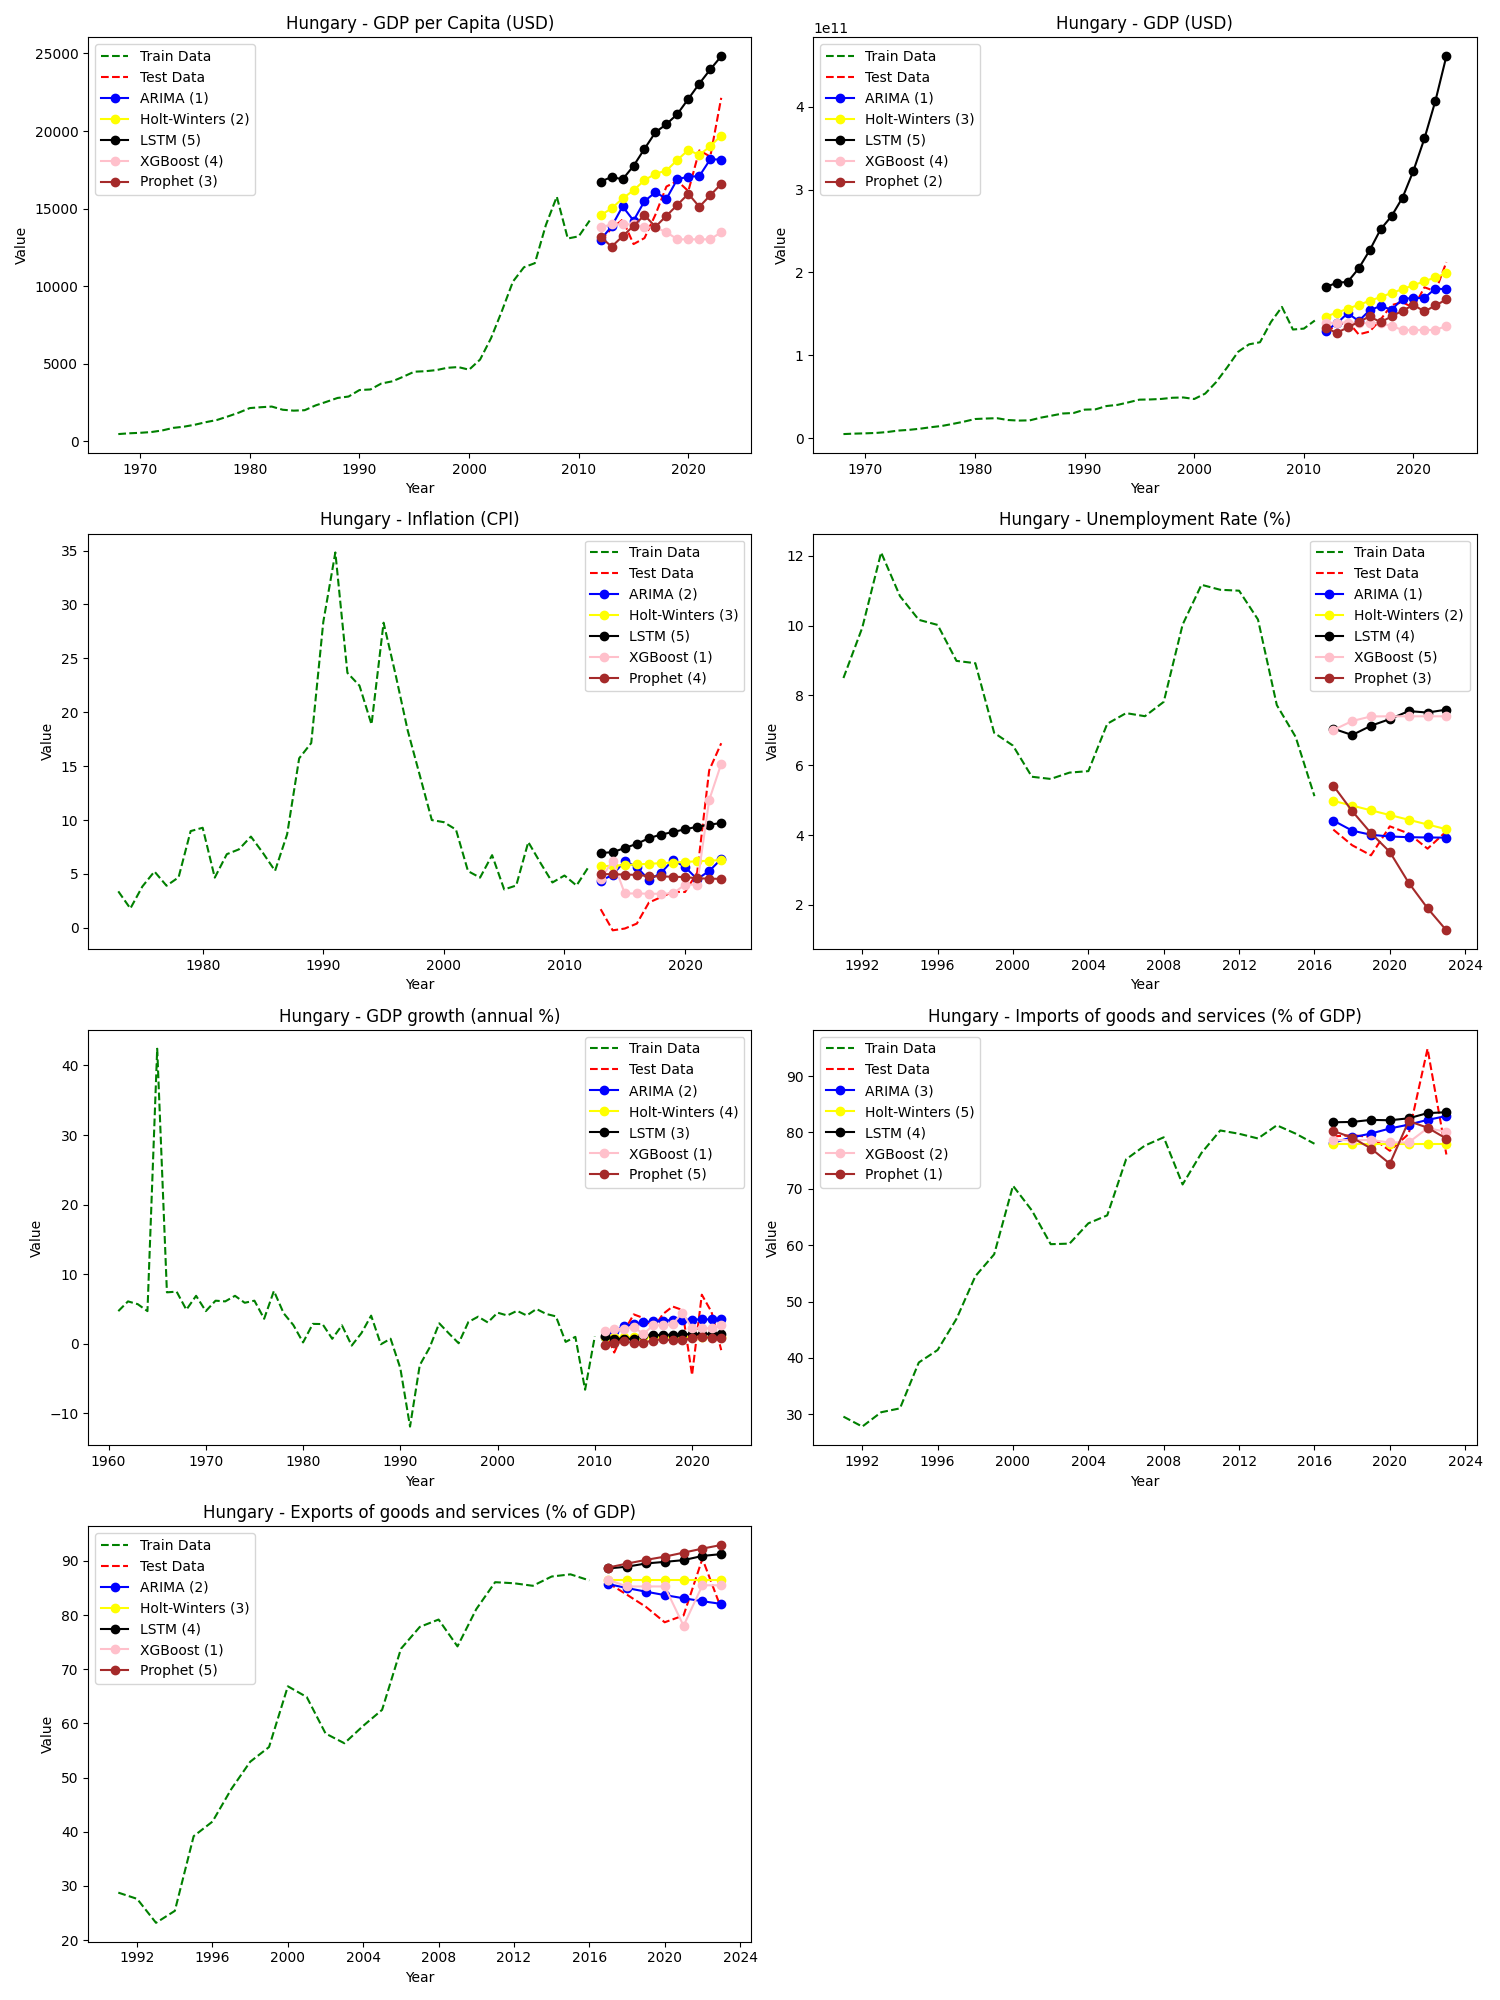 Hungary - GDP per Capita (USD)
Train Data
Test Data
ARIMA (1)
Holt-Winters (2)
LSTM (5)
XGBoost (4)
Prophet (3)
25000
20000
15000
10000
5000
0
Value
1970 1980 1990 2000 2010 2020
Year
Hungary - GDP (USD)
1e11
Train Data
Test Data
ARIMA (1)
Holt-Winters (3)
LSTM (5)
XGBoost (4)
Prophet (2)
4
3
2
1
0
Value
1970 1980 1990 2000 2010 2020
Year
Hungary - Inflation (CPI)
Train Data
Test Data
ARIMA (2)
Holt-Winters (3)
LSTM (5)
XGBoost (1)
Prophet (4)
35
30
25
20
15
10
5
0
Value
1980 1990 2000 2010 2020
Year
Hungary - Unemployment Rate (%)
Train Data
Test Data
ARIMA (1)
Holt-Winters (2)
LSTM (4)
XGBoost (5)
Prophet (3)
12
10
8
6
4
2
Value
1992 1996 2000 2004 2008 2012 2016 2020 2024
Year
Hungary - GDP growth (annual %)
Train Data
Test Data
ARIMA (2)
Holt-Winters (4)
LSTM (3)
XGBoost (1)
Prophet (5)
40
30
20
10
0
−10
Value
1960 1970 1980 1990 2000 2010 2020
Year
Hungary - Imports of goods and services (% of GDP)
Train Data
Test Data
ARIMA (3)
Holt-Winters (5)
LSTM (4)
XGBoost (2)
Prophet (1)
90
80
70
60
50
40
30
Value
1992 1996 2000 2004 2008 2012 2016 2020 2024
Year
Hungary - Exports of goods and services (% of GDP)
Train Data
Test Data
ARIMA (2)
Holt-Winters (3)
LSTM (4)
XGBoost (1)
Prophet (5)
90
80
70
60
50
40
30
20
Value
1992 1996 2000 2004 2008 2012 2016 2020 2024
Year